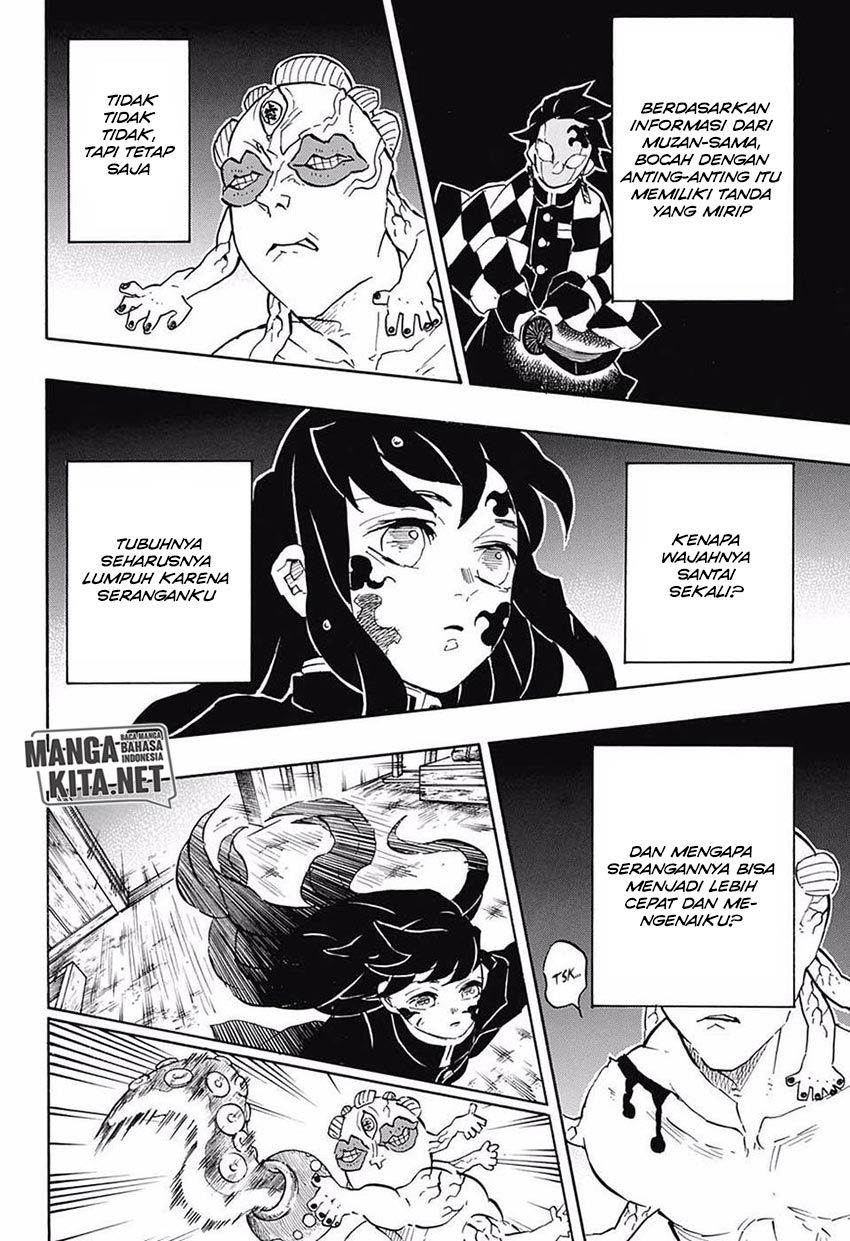 BERDASARKAN
INFORMASI DARI
MUZAN-SAMA,
BOCAH DENGAN
ANTING-ANTING ITU
MEMILIKI TANDA
YANG MIRIP
TIDAK
TIDAK
TIDAK,
TAPI TETAP
SAJA
KENAPA
WAJAHNYA
SANTAI
SEKALI?
TUBUHNYA
SEHARUSNYA
LUMPUH KARENA
SERANGANKU
DAN MENGAPA
SERANGANNYA BISA
MENJADI LEBIH
CEPAT DAN ME-
NGENAIKU?
TSK...
MANGA
KITA.NET
BACA MANGA
BAHASA
INDONESIA